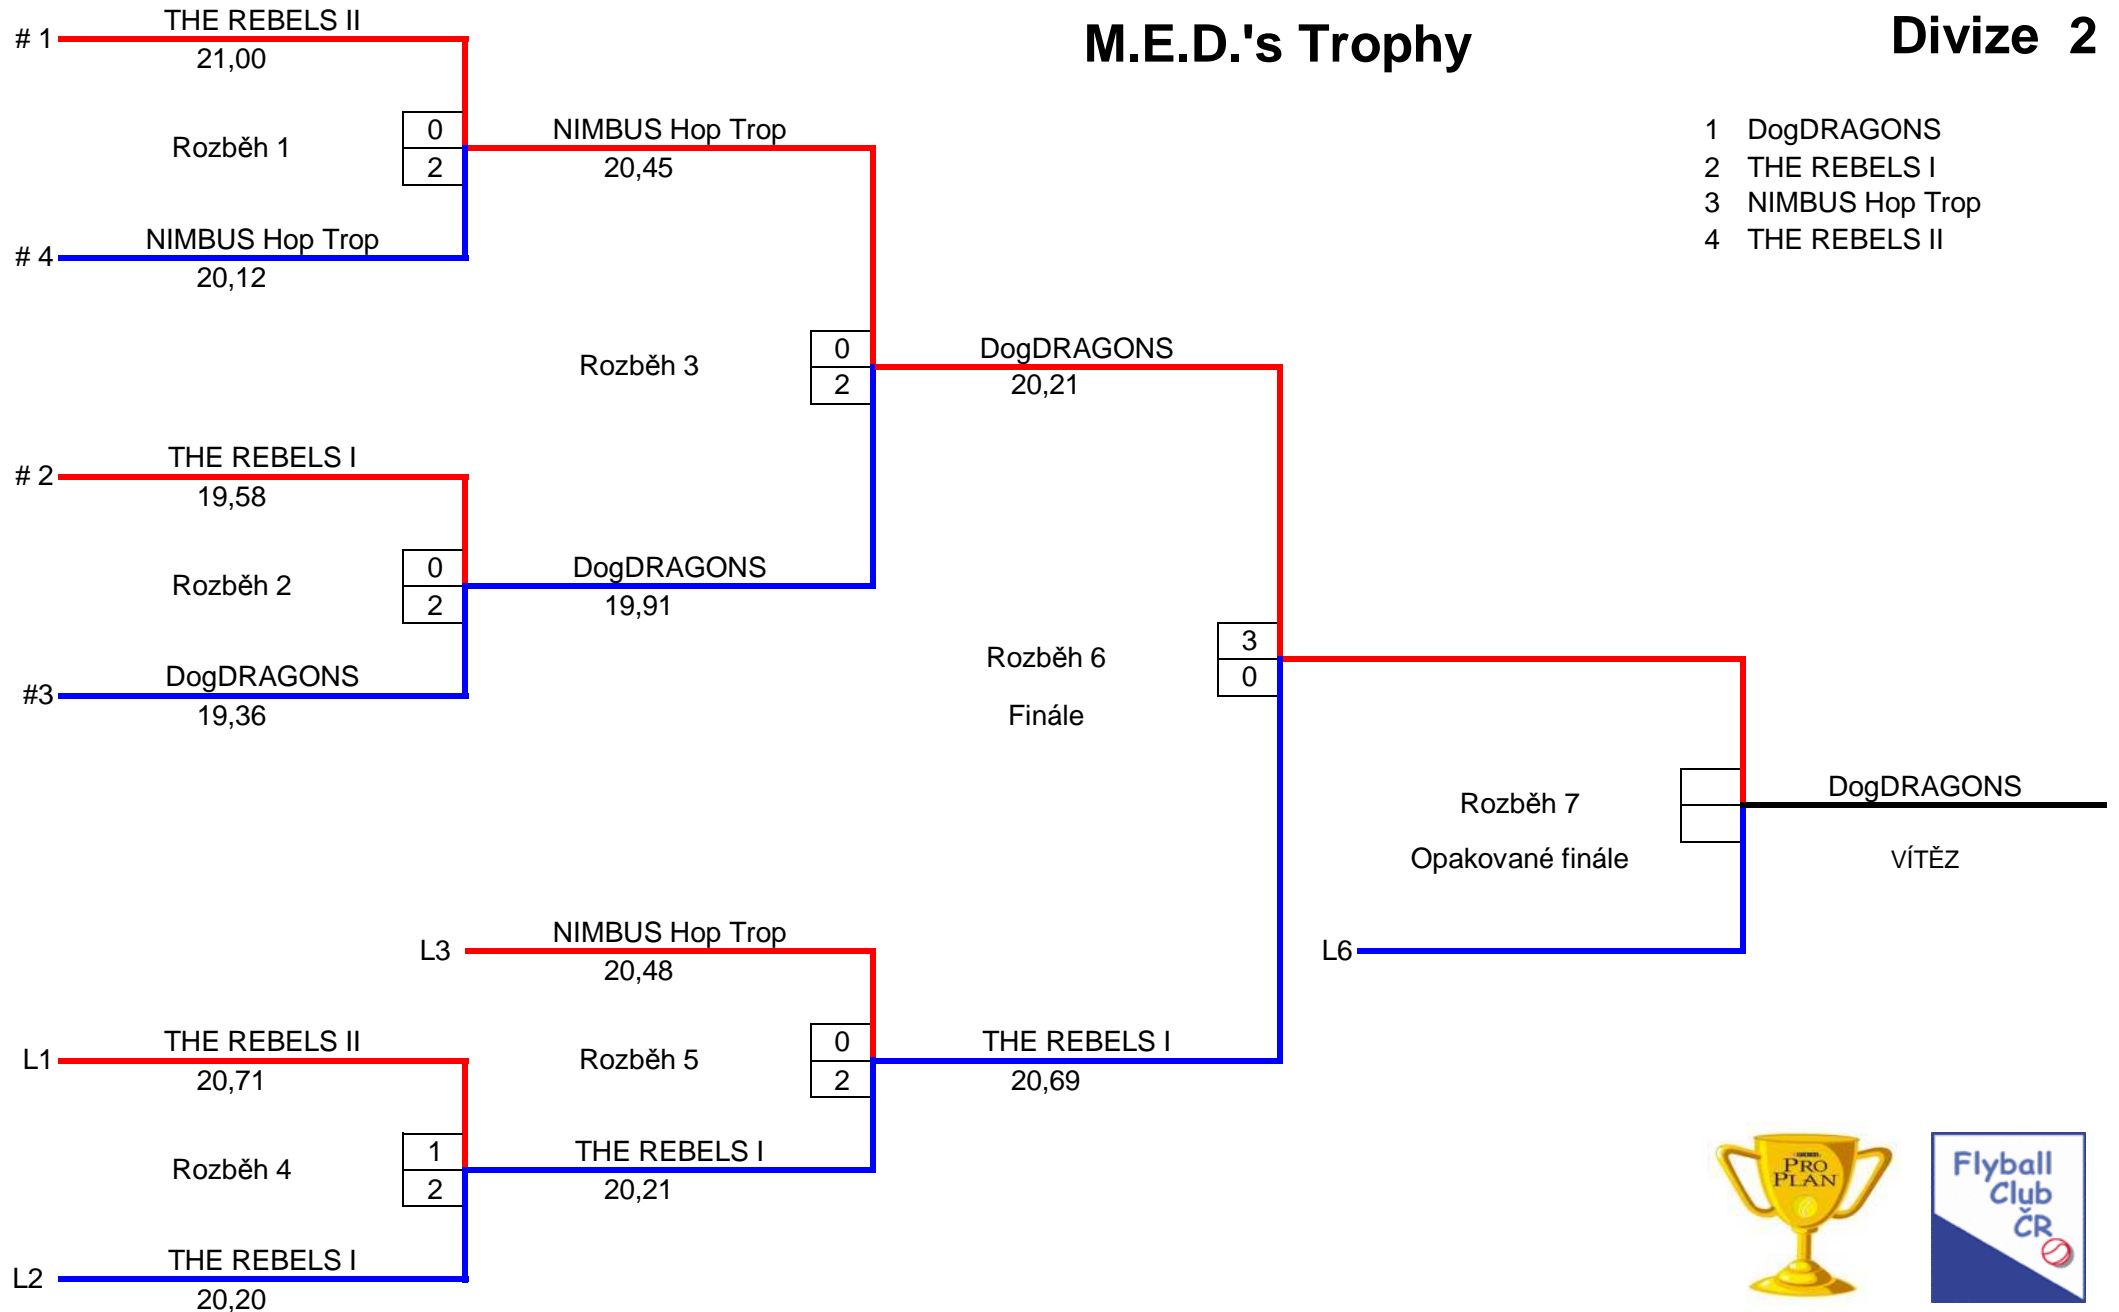 M.E.D.'s Trophy
Divize 2
# 1
THE REBELS II
21,00
Rozběh 1
0
2
NIMBUS Hop Trop
20,45
# 4
NIMBUS Hop Trop
20,12
1 DogDRAGONS
2 THE REBELS I
3 NIMBUS Hop Trop
4 THE REBELS II
Rozběh 3
0
2
DogDRAGONS
20,21
# 2
THE REBELS I
19,58
Rozběh 2
0
2
DogDRAGONS
19,91
#3
DogDRAGONS
19,36
Rozběh 6
3
0
Finále
Rozběh 7
Opakované finále
DogDRAGONS
VÍTĚZ
L3
NIMBUS Hop Trop
20,48
L6
L1
THE REBELS II
20,71
Rozběh 5
0
2
THE REBELS I
20,69
Rozběh 4
1
2
THE REBELS I
20,21
L2
THE REBELS I
20,20
PRO
PLAN
Flyball
Club
ČR